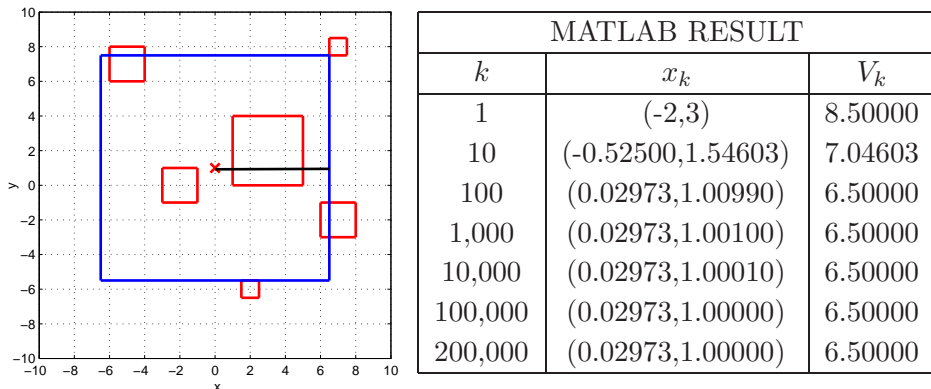 10
8
6
4
2
0
−2
−4
−6
−8
−10
y
−10 −8 −6 −4 −2 0 2 4 6 8 10
x
MATLAB RESULT
k x_k V_k
1 (-2,3) 8.50000
10 (-0.52500,1.54603) 7.04603
100 (0.02973,1.00990) 6.50000
1,000 (0.02973,1.00100) 6.50000
10,000 (0.02973,1.00010) 6.50000
100,000 (0.02973,1.00000) 6.50000
200,000 (0.02973,1.00000) 6.50000